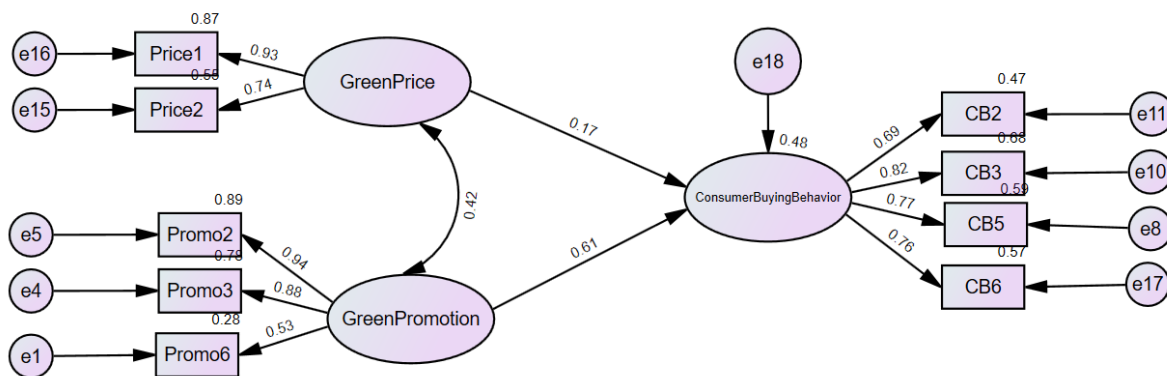 0.87
e16
Price1
0.93
0.55
e15
Price2
0.74
GreenPrice
0.17
0.42
0.89
e5
Promo2
0.94
0.78
e4
Promo3
0.88
0.28
e1
Promo6
0.53
GreenPromotion
0.61
e18
0.48
ConsumerBuyingBehavior
0.47
0.69
CB2
e11
0.68
0.82
CB3
e10
0.59
0.77
CB5
e8
0.57
0.76
CB6
e17